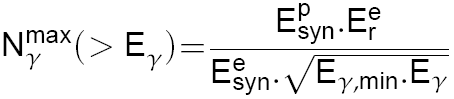 N_γ^max(> E_γ)= (E_syn^p.E_r^e)/(E_syn^e.√(E_γ,min.E_γ))